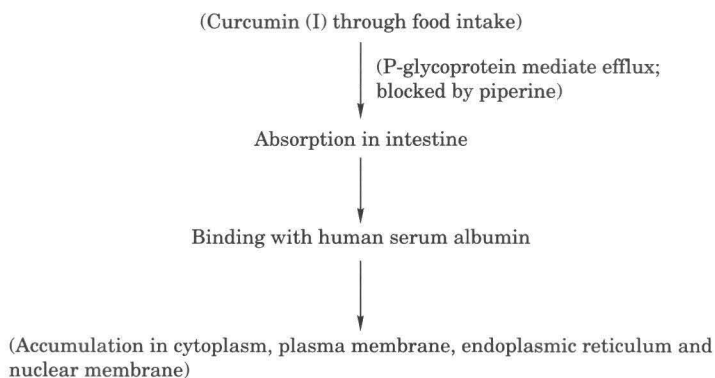 (Curcumin (I) through food intake)
(P-glycoprotein mediate efflux;
blocked by piperine)
Absorption in intestine
Binding with human serum albumin
(Accumulation in cytoplasm, plasma membrane, endoplasmic reticulum and
nuclear membrane)